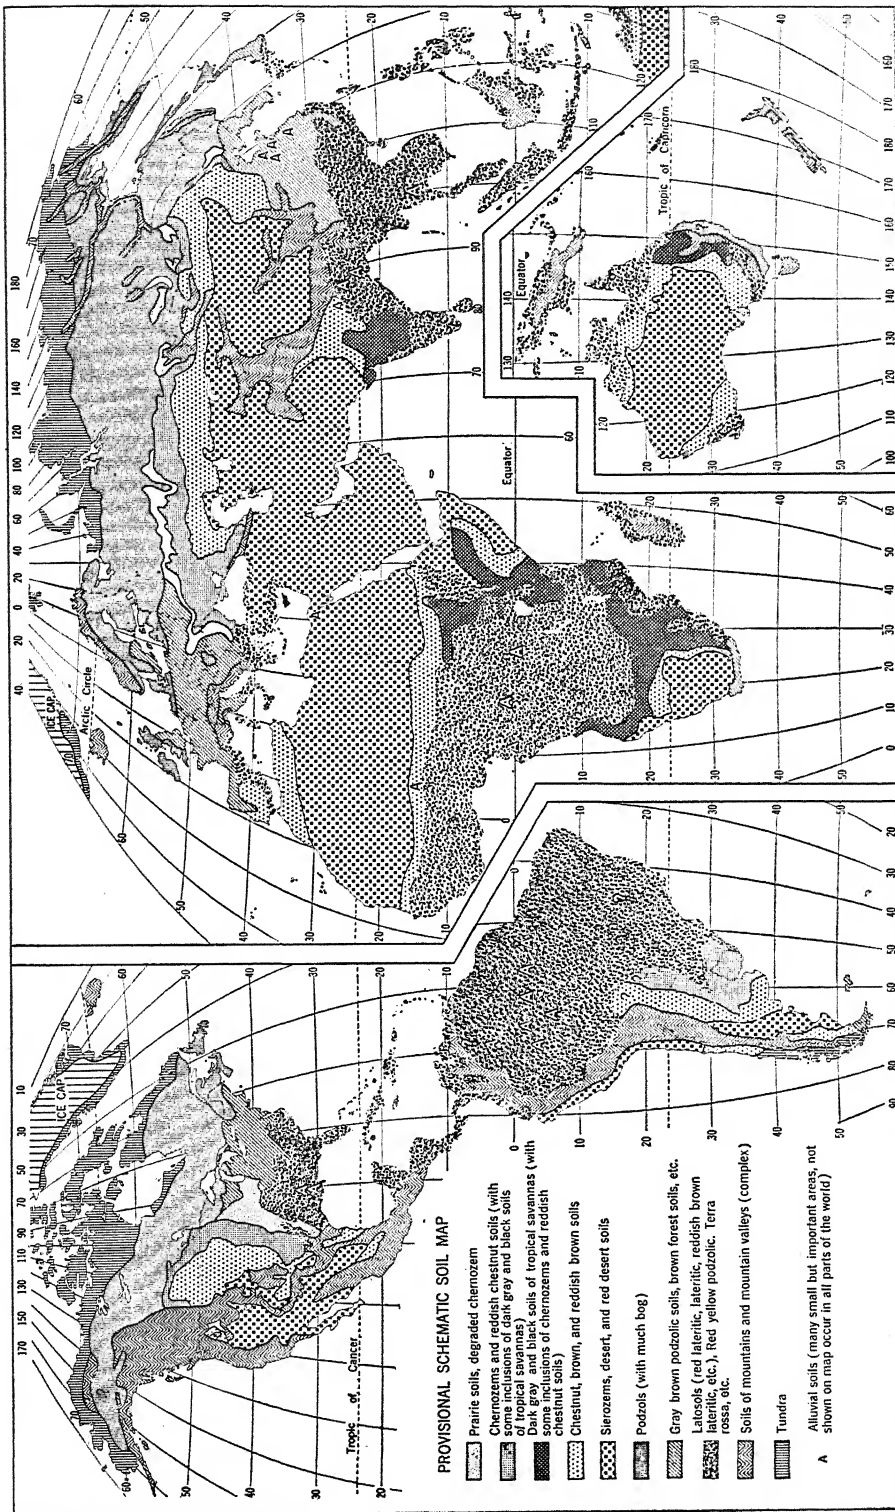 PROVISIONAL SCHEMATIC SOIL MAP
Prairie soils, degraded chernozem
Chernozems and reddish chestnut soils (with
some inclusions of dark gray and black soils
of tropical savannas)
Dark gray and black soils of tropical savannas (with
some inclusions of chernozems and reddish
chestnut soils)
Chestnut, brown, and reddish brown soils
Sierozems, desert, and red desert soils
Podzols (with much bog)
Gray brown podzolic soils, brown forest soils, etc.
Latosols (red lateritic, lateritic, reddish brown
lateritic, etc.), Red yellow podzolic. Terra
rossa, etc.
Soils of mountains and mountain valleys (complex)
Tundra
A Alluvial soils (many small but important areas, not
shown on map occur in all parts of the world)
ICE CAP
Tropic of Cancer
ICE CAP
Arctic Circle
Equator
Equator
Tropic of Capricorn